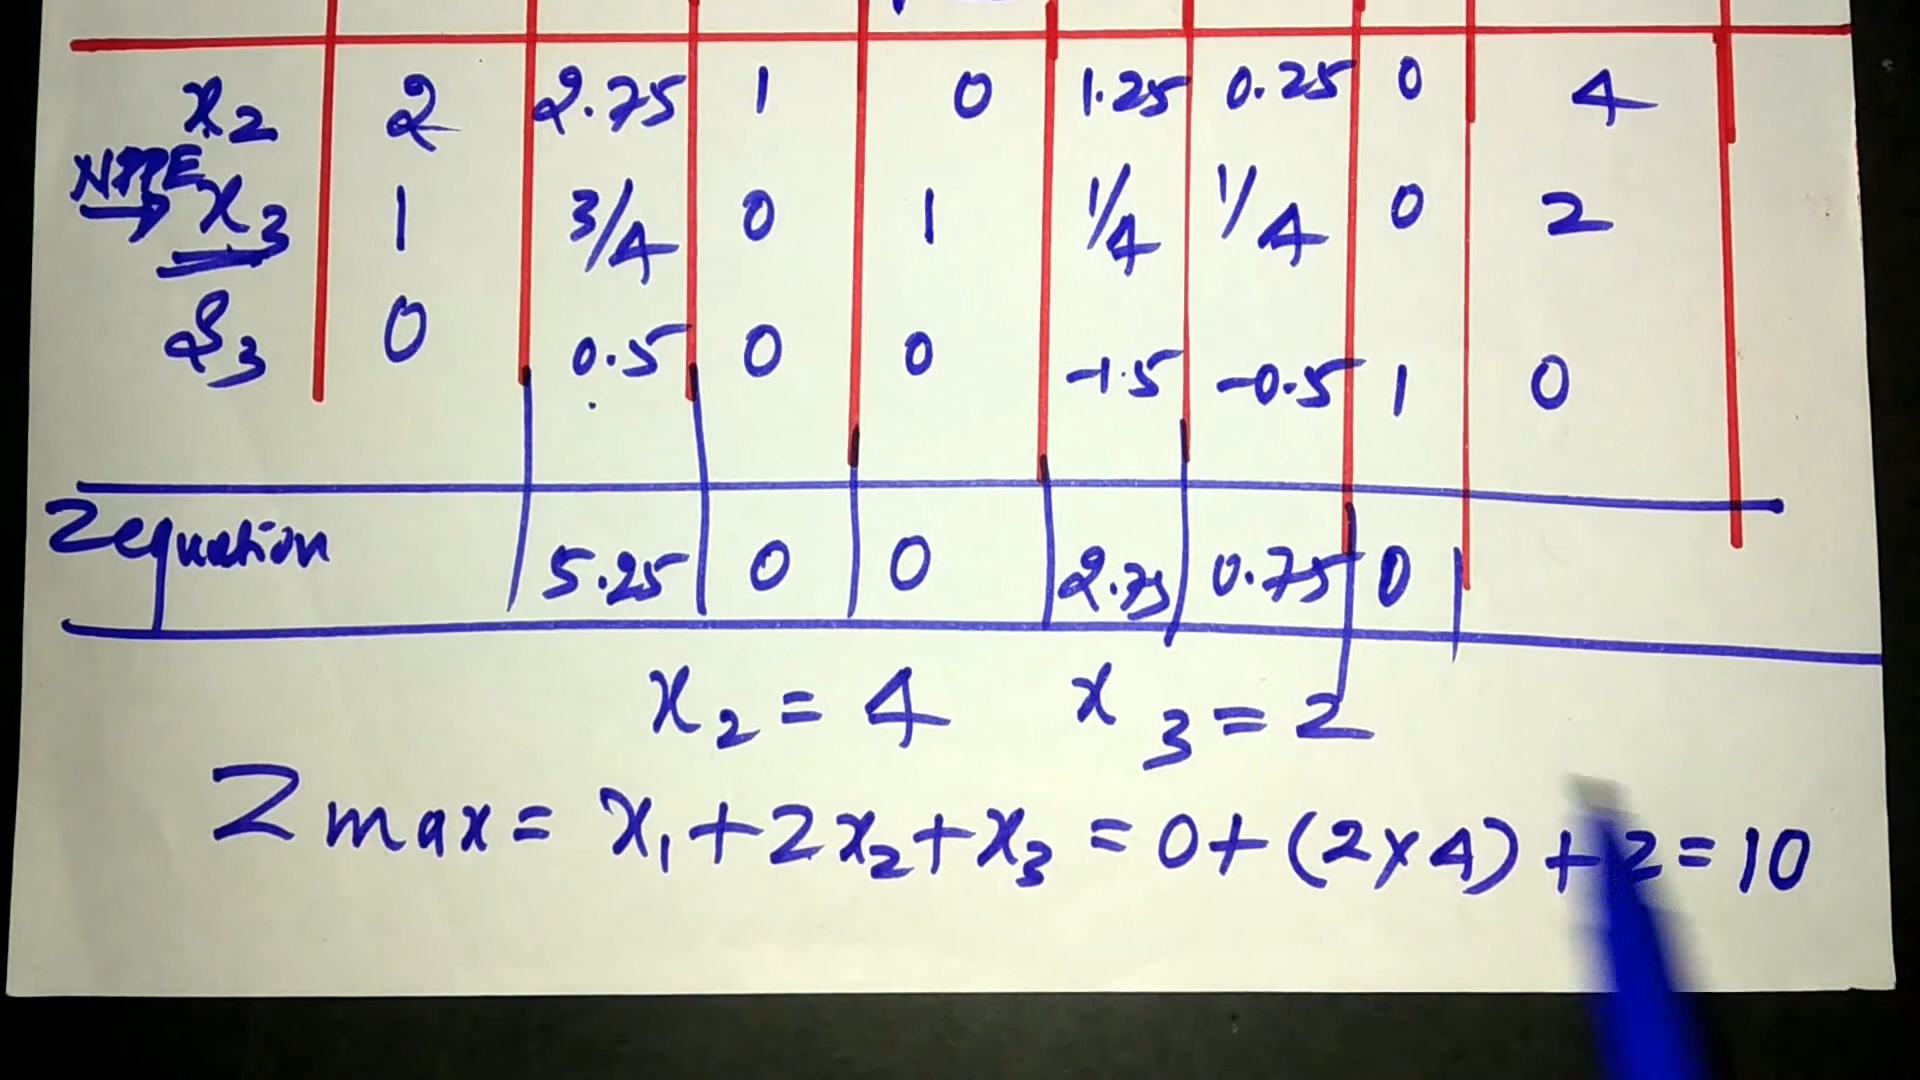 x2 2 2.75 1 0 1.25 0.25 0 4
NPPE
x3 1 3/4 0 1 1/4 1/4 0 2
S3 0 0.5 0 0 -1.5 -0.5 1 0
Zequation 5.25 0 0 2.75 0.75 0
x2 = 4 x3 = 2
Zmax = x1 + 2x2 + x3 = 0 + (2×4) + 2 = 10